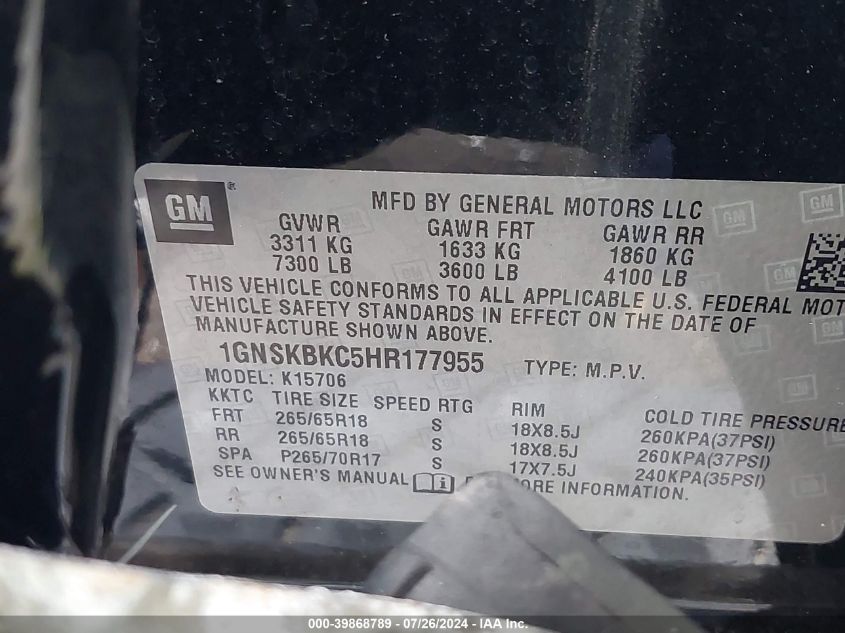 GM ®
MFD BY GENERAL MOTORS LLC
GVWR GAWR FRT GAWR RR
3311 KG 1633 KG 1860 KG
7300 LB 3600 LB 4100 LB
THIS VEHICLE CONFORMS TO ALL APPLICABLE U.S. FEDERAL MOT
VEHICLE SAFETY STANDARDS IN EFFECT ON THE DATE OF
MANUFACTURE SHOWN ABOVE.
1GNSKBKC5HR177955 TYPE: M.P.V.
MODEL: K15706
KKTC TIRE SIZE SPEED RTG RIM COLD TIRE PRESSURE
FRT 265/65R18 S 18X8.5J 260KPA(37PSI)
RR 265/65R18 S 18X8.5J 260KPA(37PSI)
SPA P265/70R17 S 17X7.5J 240KPA(35PSI)
SEE OWNER'S MANUAL MORE INFORMATION.
000-39868789 / 07/26/2024 - IAA Inc.